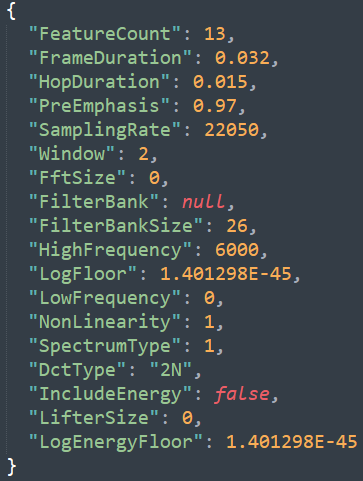 {
"FeatureCount": 13,
"FrameDuration": 0.032,
"HopDuration": 0.015,
"PreEmphasis": 0.97,
"SamplingRate": 22050,
"Window": 2,
"FftSize": 0,
"FilterBank": null,
"FilterBankSize": 26,
"HighFrequency": 6000,
"LogFloor": 1.401298E-45,
"LowFrequency": 0,
"NonLinearity": 1,
"SpectrumType": 1,
"DctType": "2N",
"IncludeEnergy": false,
"LifterSize": 0,
"LogEnergyFloor": 1.401298E-45
}